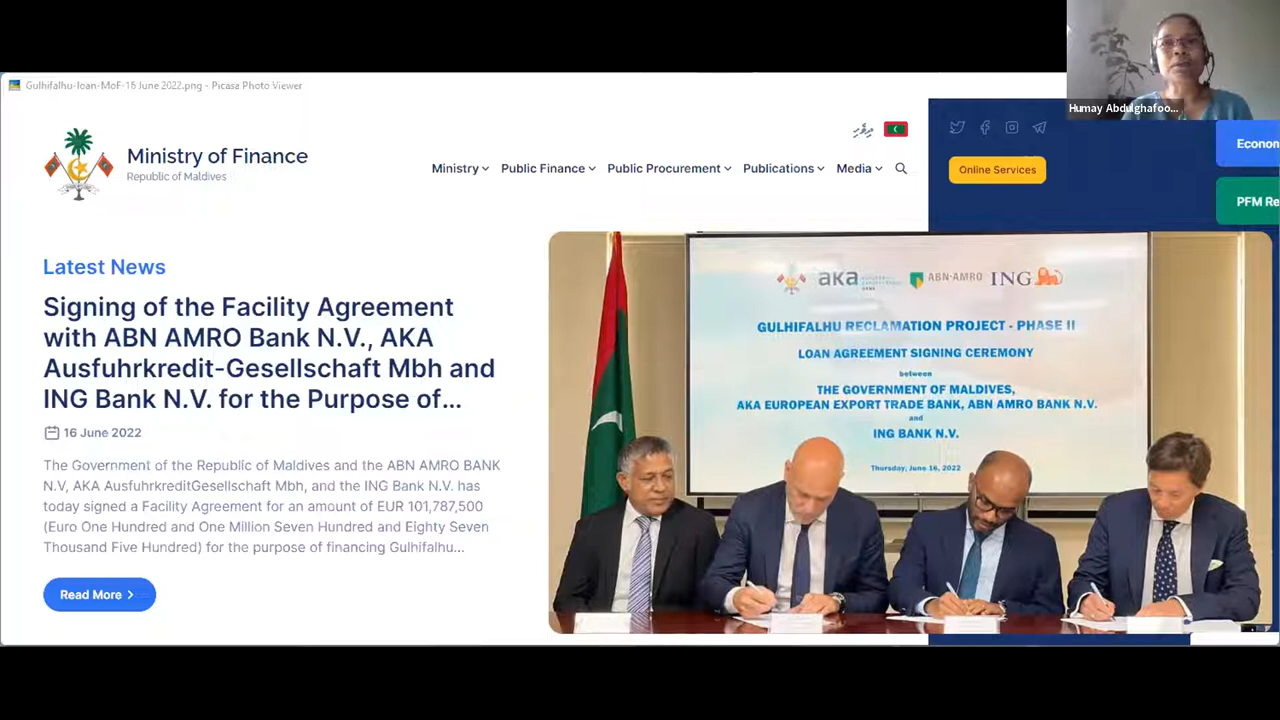 Humay Abdulghafoo...
Gulhifalhu-loan-MoF-16 June 2022.png - Picasa Photo Viewer
ދިވެހި
Ministry of Finance
Republic of Maldives
Ministry
Public Finance
Public Procurement
Publications
Media
Online Services
Econon
PFM Re
Latest News
Signing of the Facility Agreement
with ABN AMRO Bank N.V., AKA
Ausfuhrkredit-Gesellschaft Mbh and
ING Bank N.V. for the Purpose of...
16 June 2022
The Government of the Republic of Maldives and the ABN AMRO BANK
N.V, AKA AusfuhrkreditGesellschaft Mbh, and the ING Bank N.V. has
today signed a Facility Agreement for an amount of EUR 101,787,500
(Euro One Hundred and One Million Seven Hundred and Eighty Seven
Thousand Five Hundred) for the purpose of financing Gulhifalhu...
Read More
aka
ABN·AMRO
ING
GULHIFALHU RECLAMATION PROJECT - PHASE II
LOAN AGREEMENT SIGNING CEREMONY
between
THE GOVERNMENT OF MALDIVES,
AKA EUROPEAN EXPORT TRADE BANK, ABN AMRO BANK N.V.
and
ING BANK N.V.
Thursday, June 16, 2022